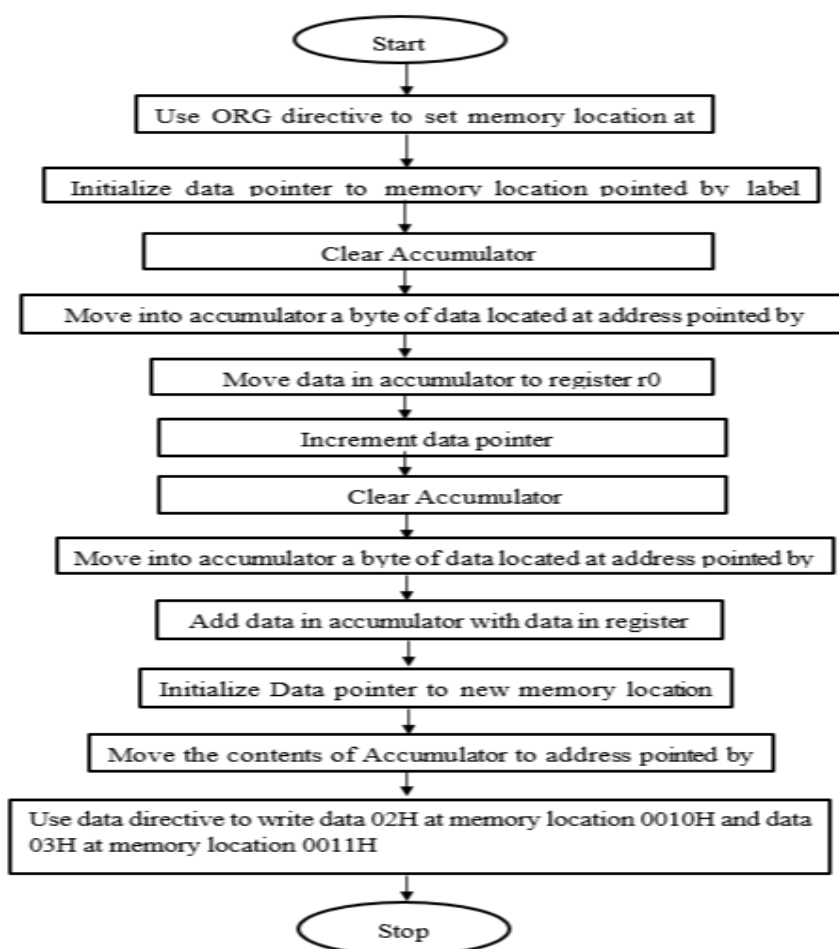 Start
Use ORG directive to set memory location at
Initialize data pointer to memory location pointed by label
Clear Accumulator
Move into accumulator a byte of data located at address pointed by
Move data in accumulator to register r0
Increment data pointer
Clear Accumulator
Move into accumulator a byte of data located at address pointed by
Add data in accumulator with data in register
Initialize Data pointer to new memory location
Move the contents of Accumulator to address pointed by
Use data directive to write data 02H at memory location 0010H and data
03H at memory location 0011H
Stop